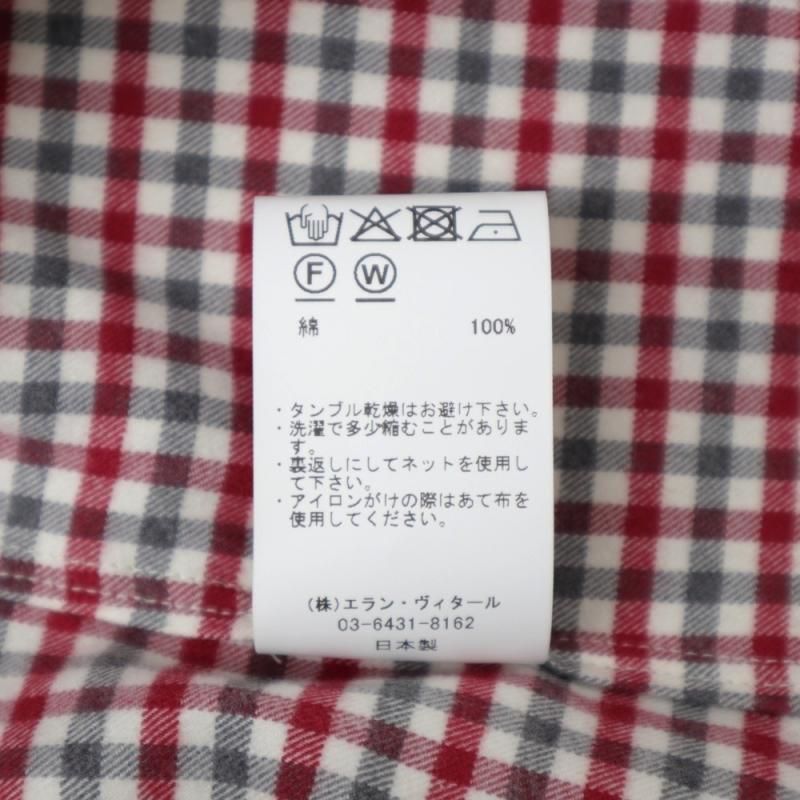 F W
綿 100%
・タンブル乾燥はお避け下さい。
・洗濯で多少縮むことがありま
す。
・裏返しにしてネットを使用し
て下さい。
・アイロンがけの際はあて布を
使用してください。
(株)エラン・ヴィタール
03-6431-8162
日本製